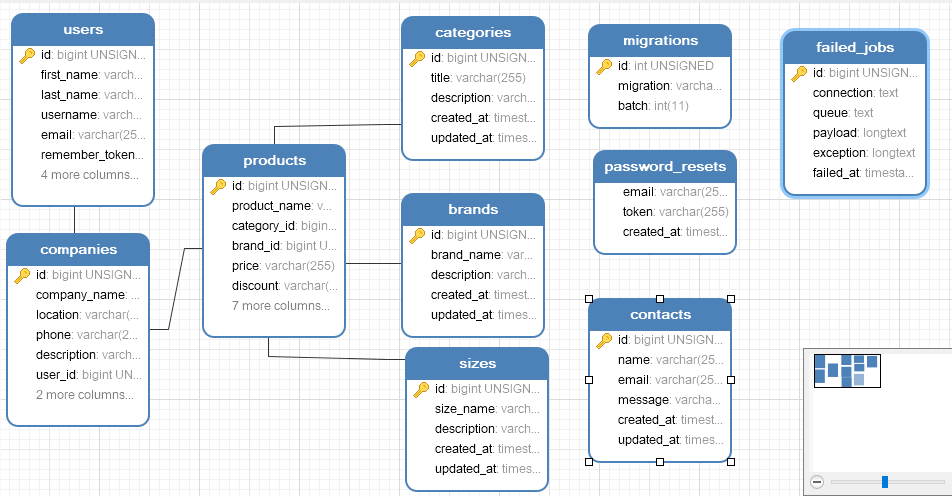 users
id: bigint UNSIGN...
first_name: varch...
last_name: varch...
username: varch...
email: varchar(25...
remember_token...
4 more columns...
companies
id: bigint UNSIGN...
company_name: ...
location: varchar(...
phone: varchar(2...
description: varch...
user_id: bigint UN...
2 more columns...
products
id: bigint UNSIGN...
product_name: v...
category_id: bigin...
brand_id: bigint U...
price: varchar(255)
discount: varchar(...
7 more columns...
categories
id: bigint UNSIGN...
title: varchar(255)
description: varch...
created_at: timest...
updated_at: times...
brands
id: bigint UNSIGN...
brand_name: var...
description: varch...
created_at: timest...
updated_at: times...
sizes
id: bigint UNSIGN...
size_name: varch...
description: varch...
created_at: timest...
updated_at: times...
migrations
id: int UNSIGNED
migration: varcha...
batch: int(11)
password_resets
email: varchar(25...
token: varchar(255)
created_at: timest...
contacts
id: bigint UNSIGN...
name: varchar(25...
email: varchar(25...
message: varcha...
created_at: timest...
updated_at: times...
failed_jobs
id: bigint UNSIGN...
connection: text
queue: text
payload: longtext
exception: longtext
failed_at: timesta...